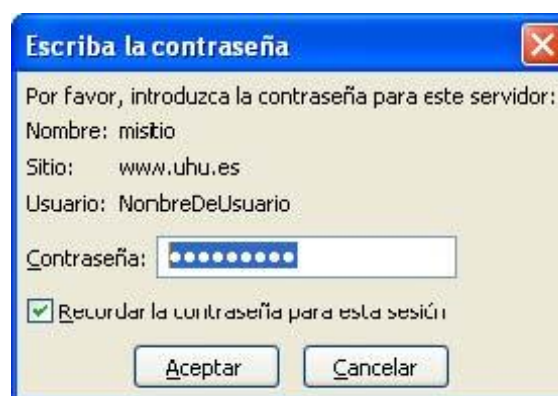 Escriba la contraseña
Por favor, introduzca la contraseña para este servidor:
Nombre: misitio
Sitio: www.uhu.es
Usuario: NombreDeUsuario
Contraseña: ●●●●●●●●●
Recordar la contraseña para esta sesión
Aceptar Cancelar